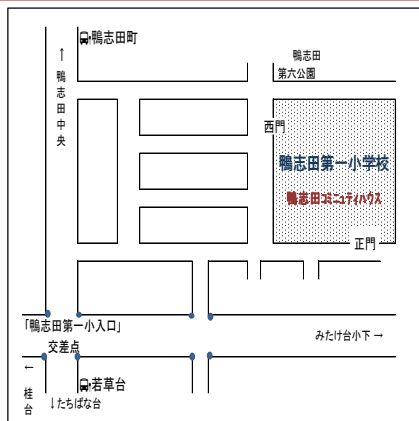 鴨志田町
↑鴨志田中央
鴨志田
第六公園
西門
鴨志田第一小学校
鴨志田コミュニティハウス
正門
「鴨志田第一小入口」
交差点
みたけ台小下 →
← 桂台
若草台
↓たちばな台